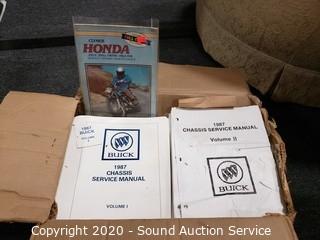 CLYMER
HONDA
1987 BUICK
BUICK
1987
CHASSIS
SERVICE MANUAL
VOLUME I
1987
CHASSIS SERVICE MANUAL
Volume II
BUICK
Copyright 2020 - Sound Auction Service